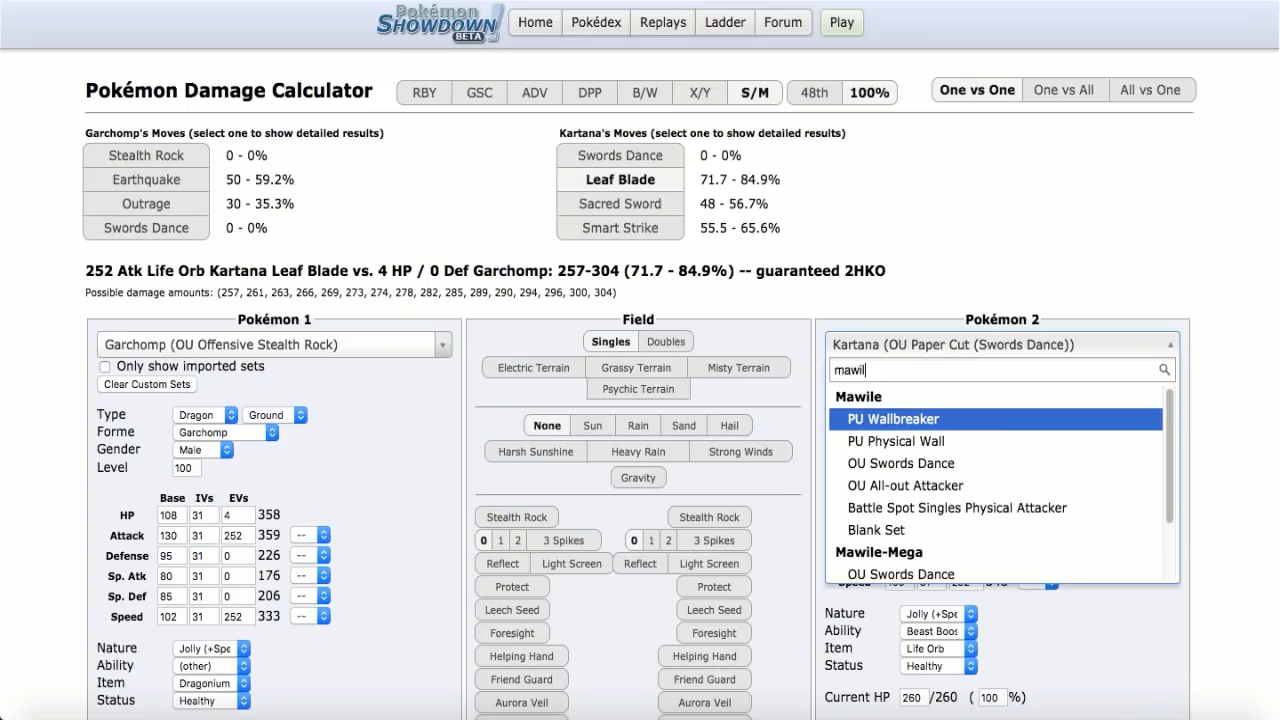 Pokémon
SHOWDOWN!
BETA
Home Pokédex Replays Ladder Forum Play
Pokémon Damage Calculator RBY GSC ADV DPP B/W X/Y S/M 48th 100% One vs One One vs All All vs One
Garchomp's Moves (select one to show detailed results) Kartana's Moves (select one to show detailed results)
Stealth Rock 0 - 0% Swords Dance 0 - 0%
Earthquake 50 - 59.2% Leaf Blade 71.7 - 84.9%
Outrage 30 - 35.3% Sacred Sword 48 - 56.7%
Swords Dance 0 - 0% Smart Strike 55.5 - 65.6%
252 Atk Life Orb Kartana Leaf Blade vs. 4 HP / 0 Def Garchomp: 257-304 (71.7 - 84.9%) -- guaranteed 2HKO
Possible damage amounts: (257, 261, 263, 266, 269, 273, 274, 278, 282, 285, 289, 290, 294, 296, 300, 304)
Pokémon 1
Garchomp (OU Offensive Stealth Rock)
Only show imported sets
Clear Custom Sets
Type Dragon Ground
Forme Garchomp
Gender Male
Level 100
Base IVs EVs
HP 108 31 4 358
Attack 130 31 252 359 --
Defense 95 31 0 226 --
Sp. Atk 80 31 0 176 --
Sp. Def 85 31 0 206 --
Speed 102 31 252 333 --
Nature Jolly (+Spe
Ability (other)
Item Dragonium
Status Healthy
Field
Singles Doubles
Electric Terrain Grassy Terrain Misty Terrain
Psychic Terrain
None Sun Rain Sand Hail
Harsh Sunshine Heavy Rain Strong Winds
Gravity
Stealth Rock Stealth Rock
0 1 2 3 Spikes 0 1 2 3 Spikes
Reflect Light Screen Reflect Light Screen
Protect Protect
Leech Seed Leech Seed
Foresight Foresight
Helping Hand Helping Hand
Friend Guard Friend Guard
Aurora Veil Aurora Veil
Pokémon 2
Kartana (OU Paper Cut (Swords Dance))
mawil
Mawile
PU Wallbreaker
PU Physical Wall
OU Swords Dance
OU All-out Attacker
Battle Spot Singles Physical Attacker
Blank Set
Mawile-Mega
OU Swords Dance
Nature Jolly (+Spe
Ability Beast Boos
Item Life Orb
Status Healthy
Current HP 260 /260 ( 100 %)